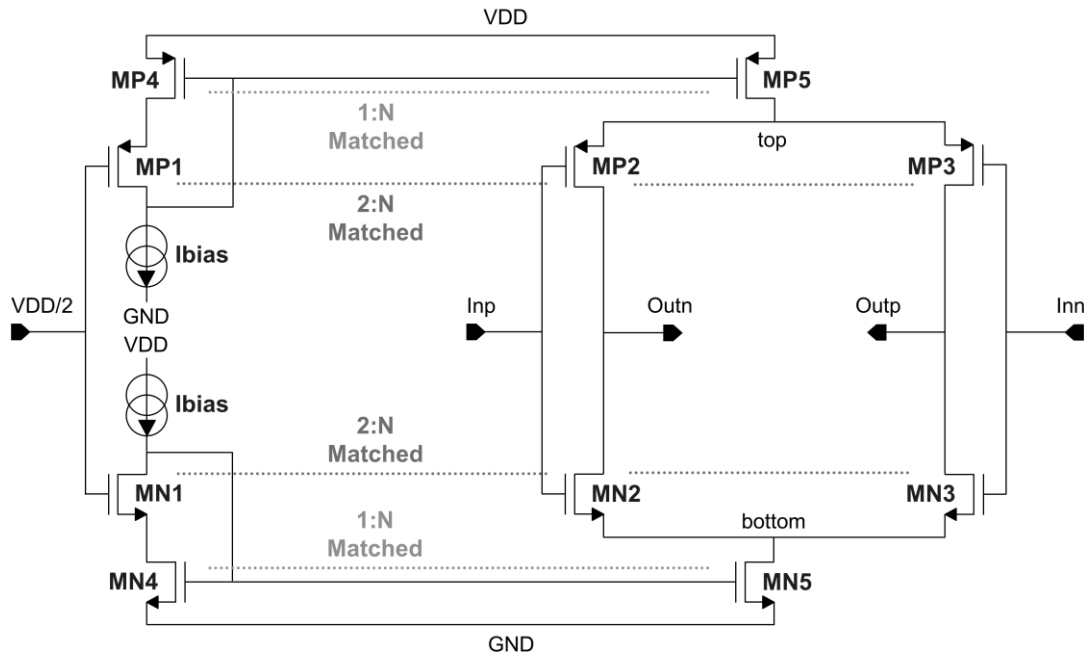 VDD
MP4
MP5
1:N
Matched
top
MP1
MP2
MP3
2:N
Matched
Ibias
VDD/2
GND
VDD
Inp
Outn
Outp
Inn
Ibias
2:N
Matched
MN1
MN2
MN3
1:N
Matched
bottom
MN4
MN5
GND